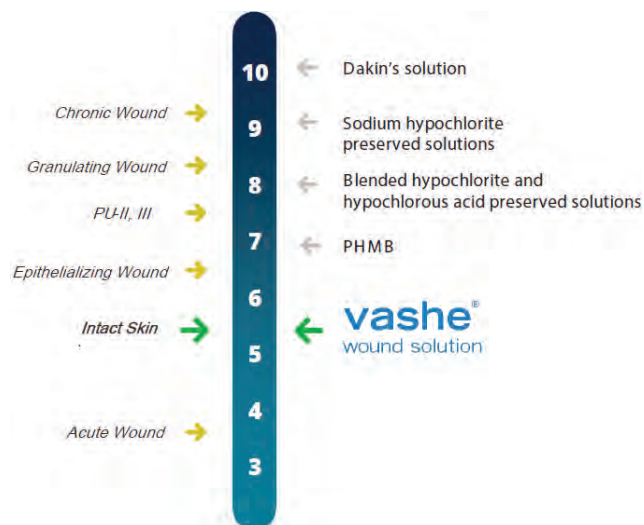 10
Dakin's solution
Chronic Wound
9
Sodium hypochlorite
preserved solutions
Granulating Wound
8
Blended hypochlorite and
hypochlorous acid preserved solutions
PU-II, III
7
PHMB
Epithelializing Wound
6
Intact Skin
vashe®
wound solution
5
4
Acute Wound
3